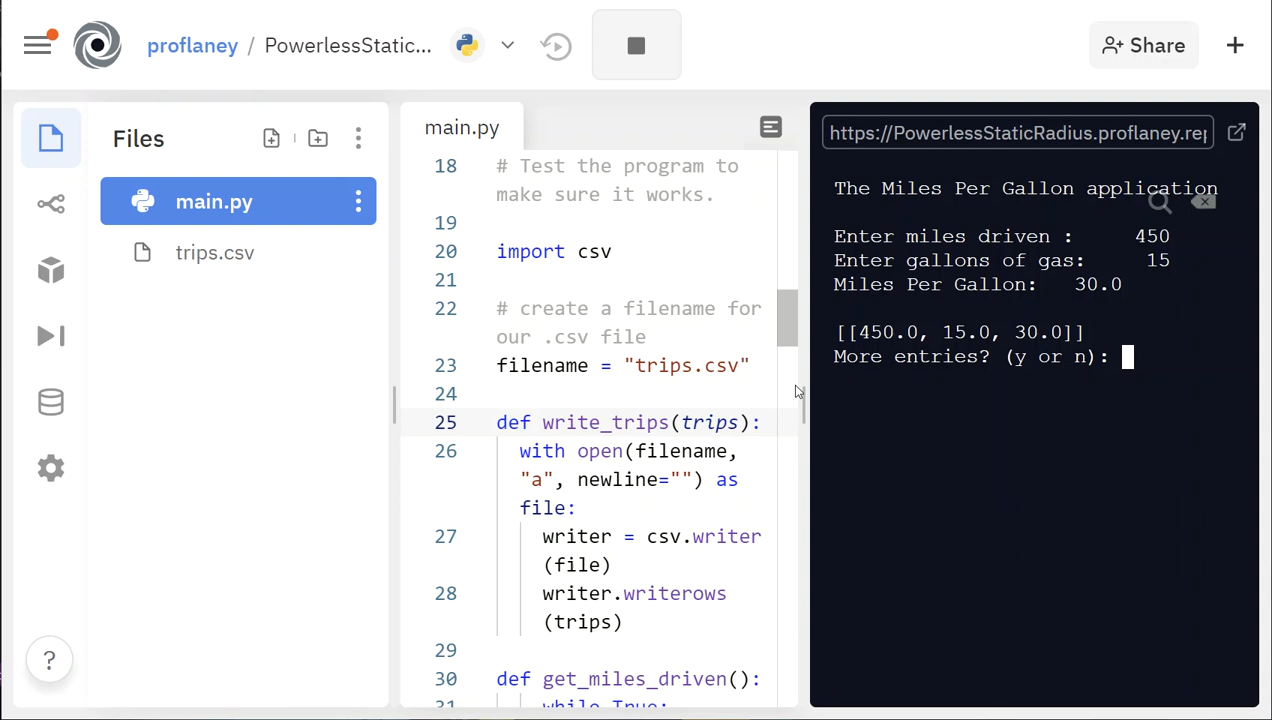 proflaney / PowerlessStatic...
Share
Files
main.py
trips.csv
main.py
18 # Test the program to
make sure it works.
19
20 import csv
21
22 # create a filename for
our .csv file
23 filename = "trips.csv"
24
25 def write_trips(trips):
26 with open(filename,
"a", newline="") as
file:
27 writer = csv.writer
(file)
28 writer.writerows
(trips)
29
30 def get_miles_driven():
31 while True:
https://PowerlessStaticRadius.proflaney.rep
The Miles Per Gallon application
Enter miles driven : 450
Enter gallons of gas: 15
Miles Per Gallon: 30.0
[[450.0, 15.0, 30.0]]
More entries? (y or n):
?